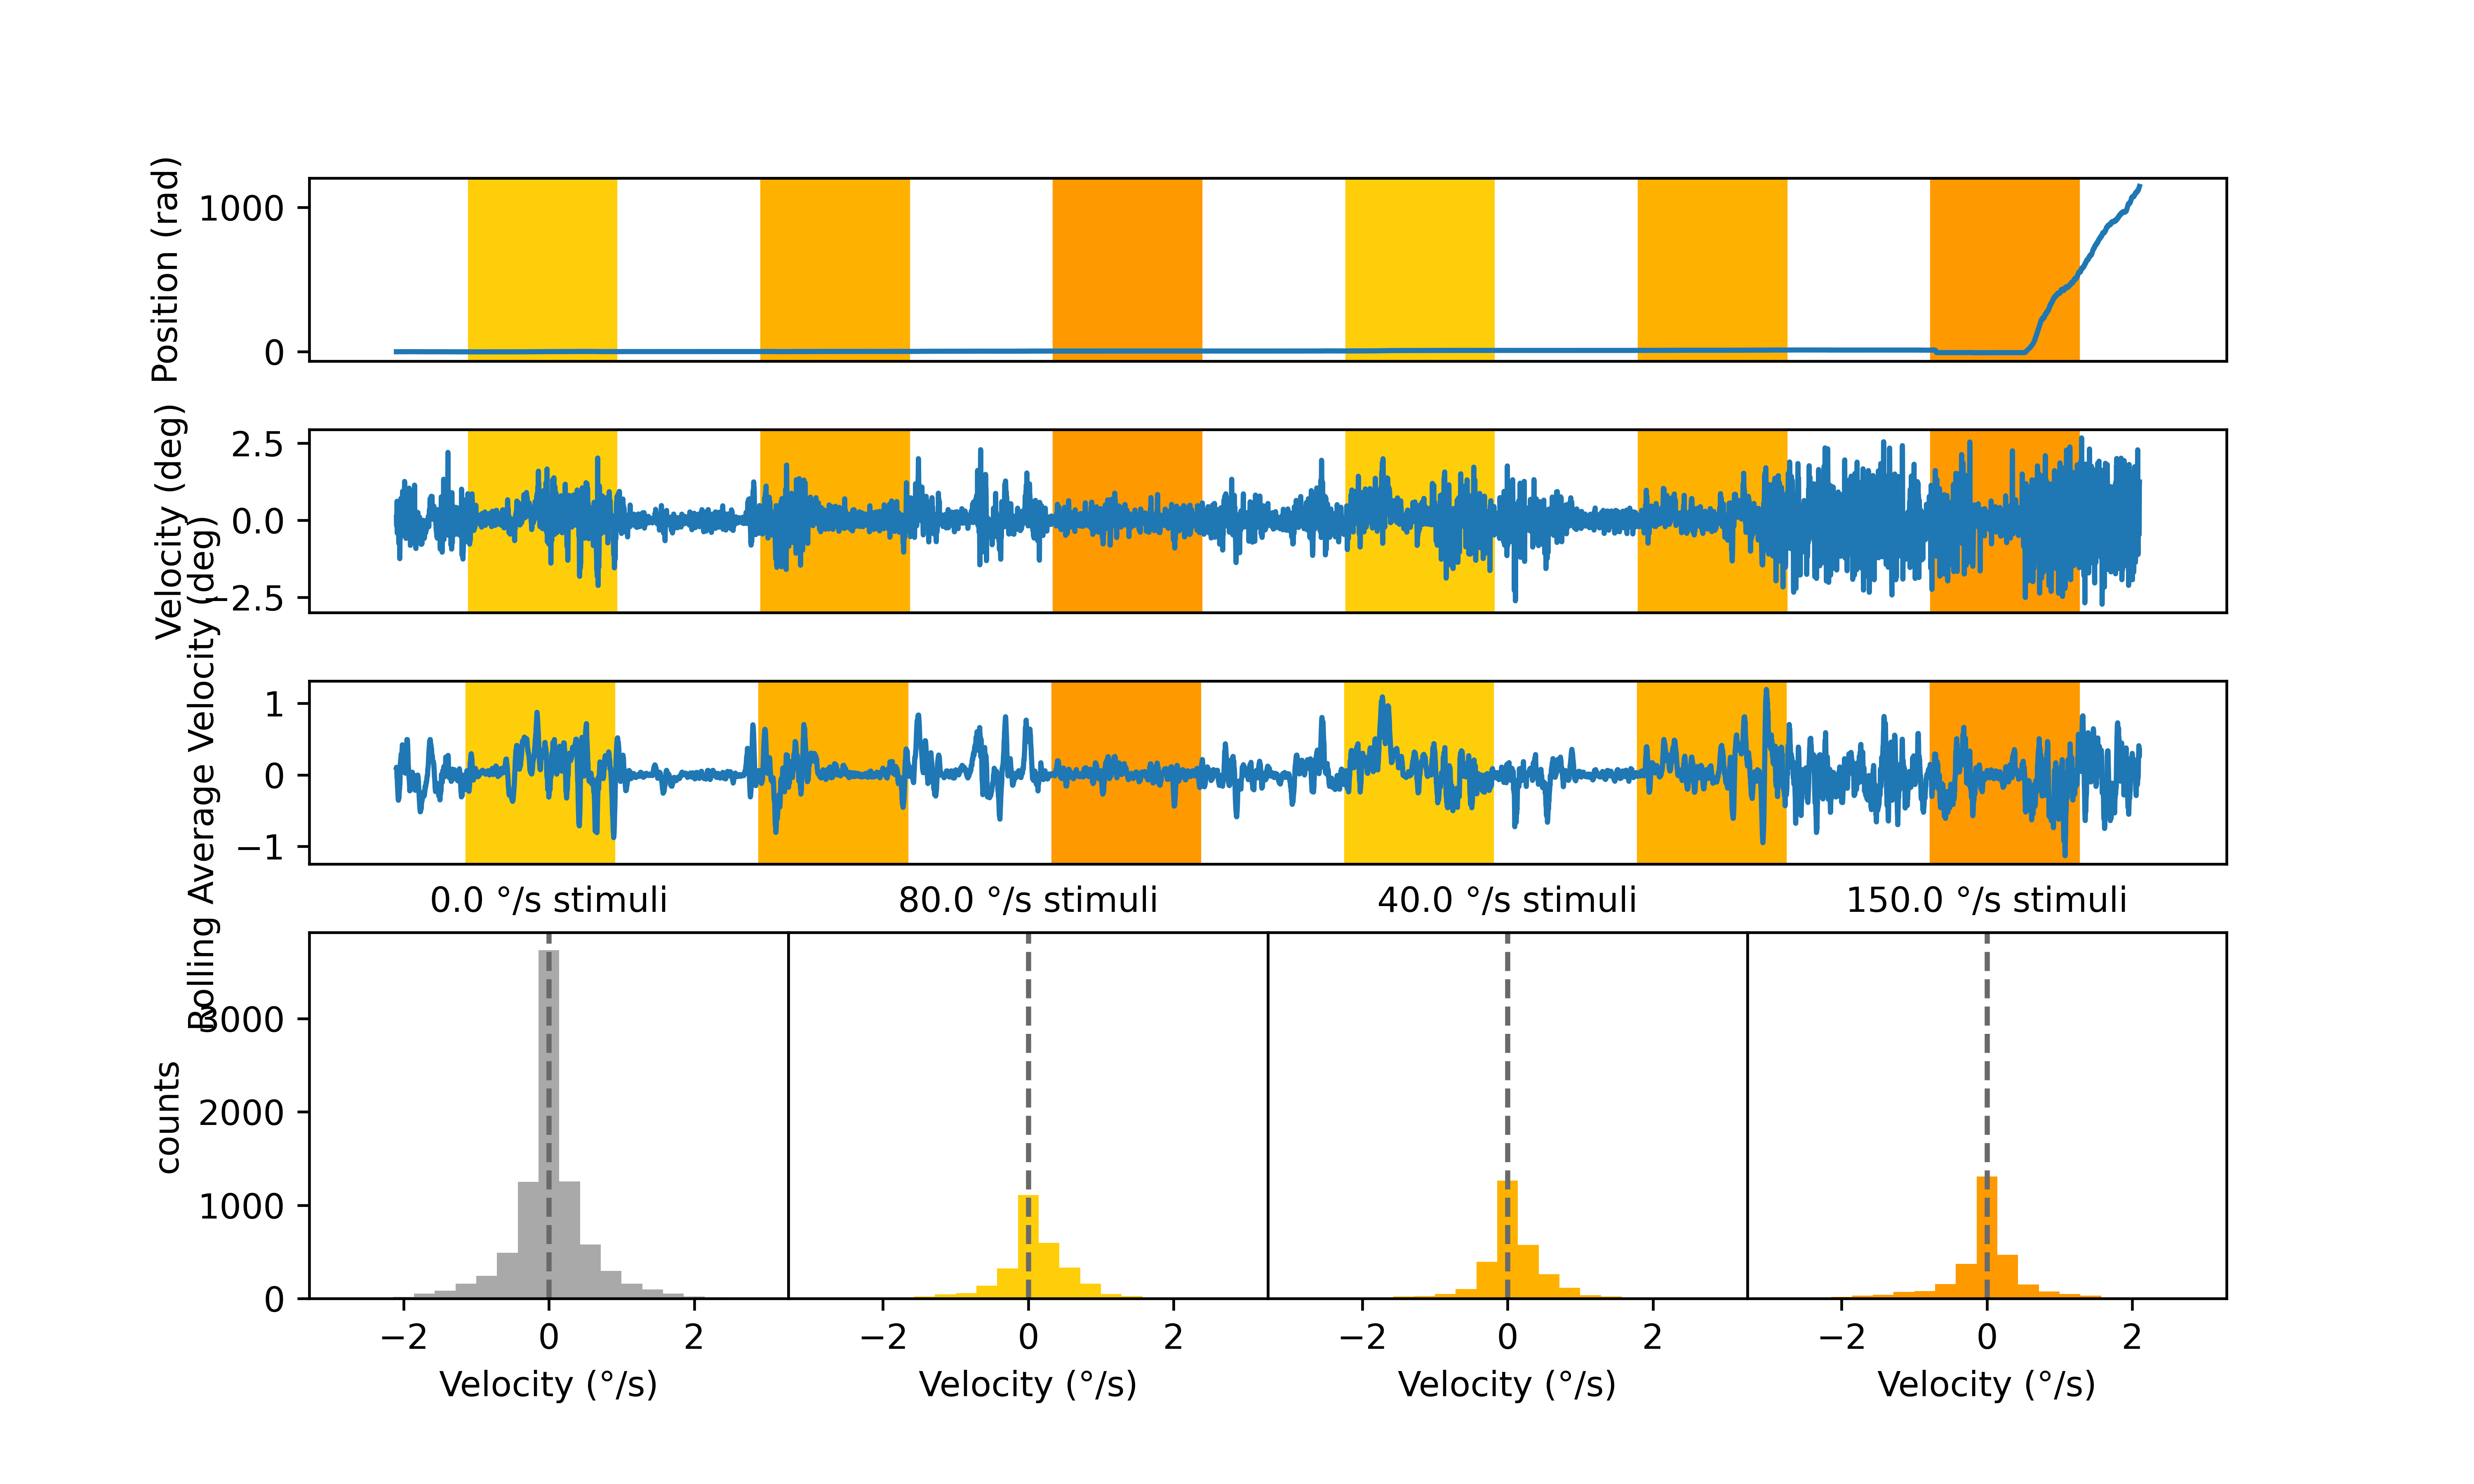 Position (rad)
1000
0
Velocity (deg)
2.5
0.0
−2.5
Rolling Average Velocity (deg)
1
0
−1
0.0 °/s stimuli
80.0 °/s stimuli
40.0 °/s stimuli
150.0 °/s stimuli
counts
3000
2000
1000
0
−2 0 2
−2 0 2
−2 0 2
−2 0 2
Velocity (°/s)
Velocity (°/s)
Velocity (°/s)
Velocity (°/s)